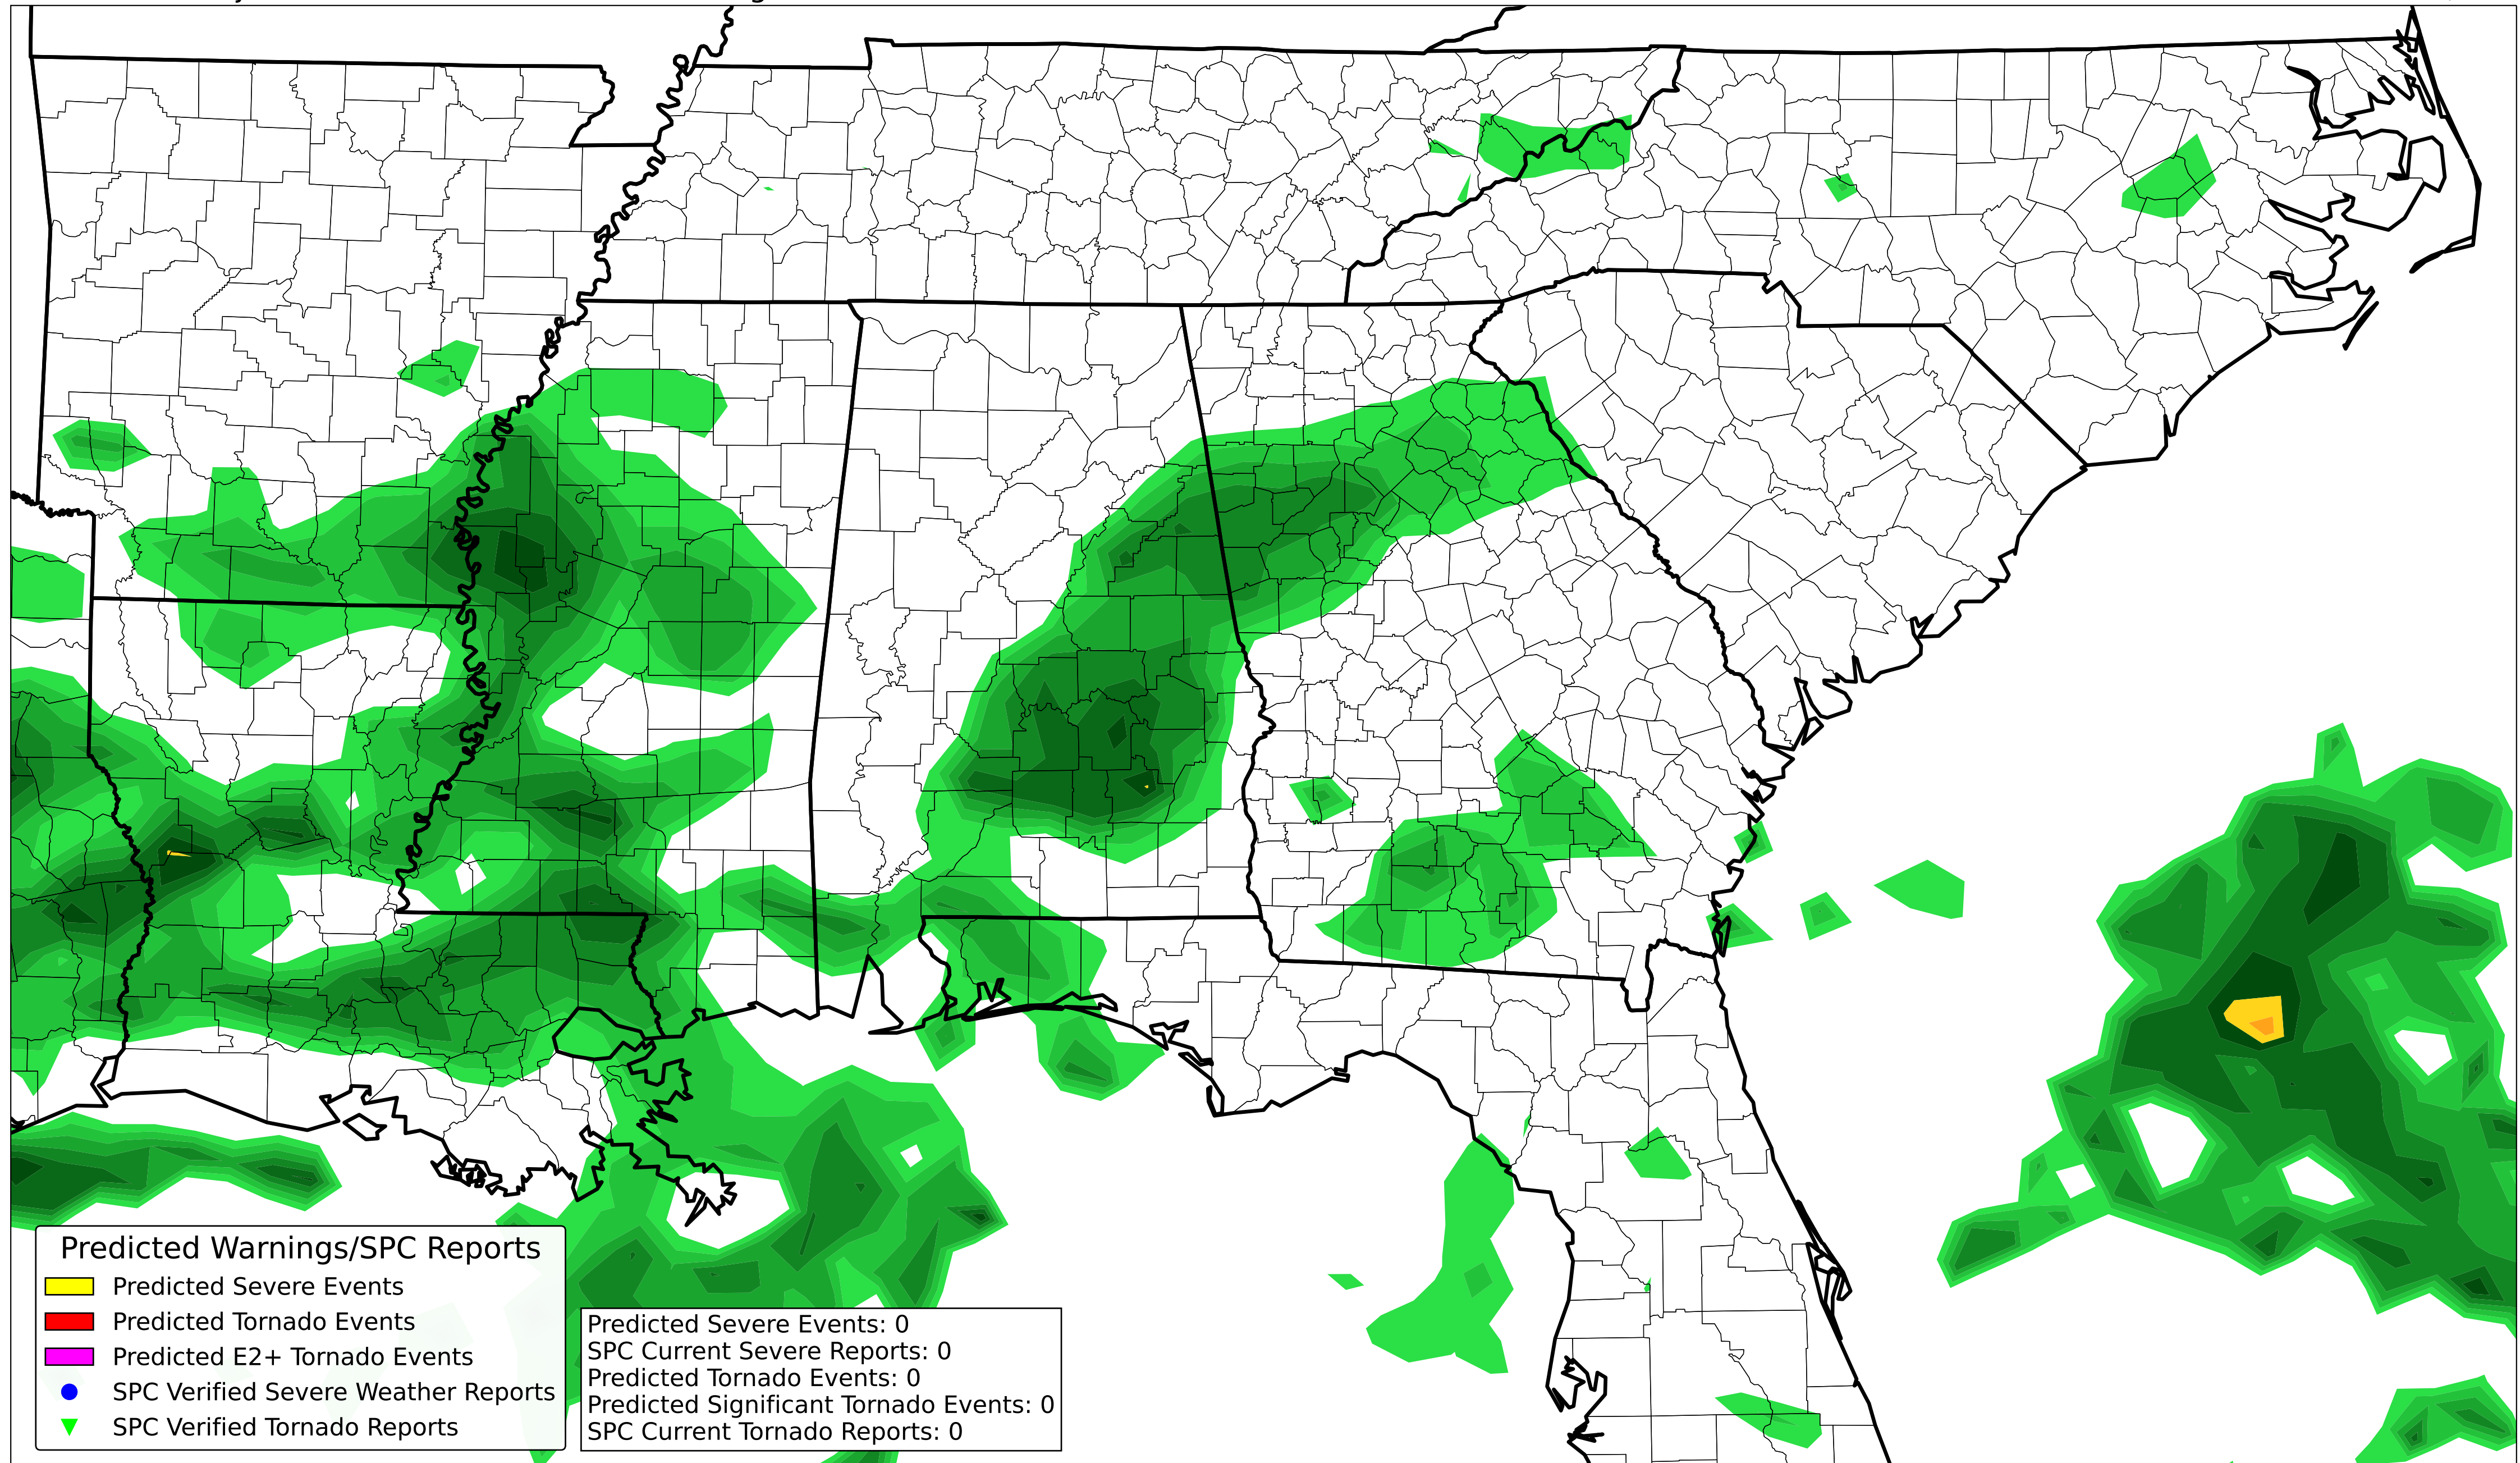 Predicted Warnings/SPC Reports
Predicted Severe Events
Predicted Tornado Events
Predicted E2+ Tornado Events
SPC Verified Severe Weather Reports
SPC Verified Tornado Reports
Predicted Severe Events: 0
SPC Current Severe Reports: 0
Predicted Tornado Events: 0
Predicted Significant Tornado Events: 0
SPC Current Tornado Reports: 0